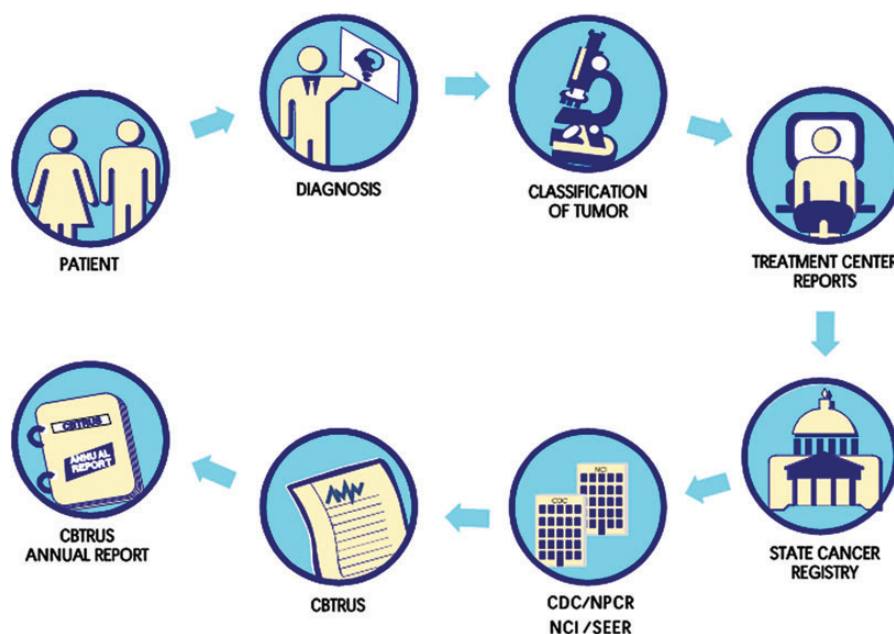 PATIENT
DIAGNOSIS
CLASSIFICATION
OF TUMOR
TREATMENT CENTER
REPORTS
STATE CANCER
REGISTRY
NCI
CDC
CDC/NPCR
NCI/SEER
CBTRUS
CBTRUS
ANNUAL
REPORT
CBTRUS
ANNUAL REPORT